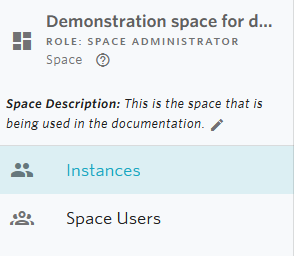 Demonstration space for d...
ROLE: SPACE ADMINISTRATOR
Space
Space Description: This is the space that is
being used in the documentation.
Instances
Space Users